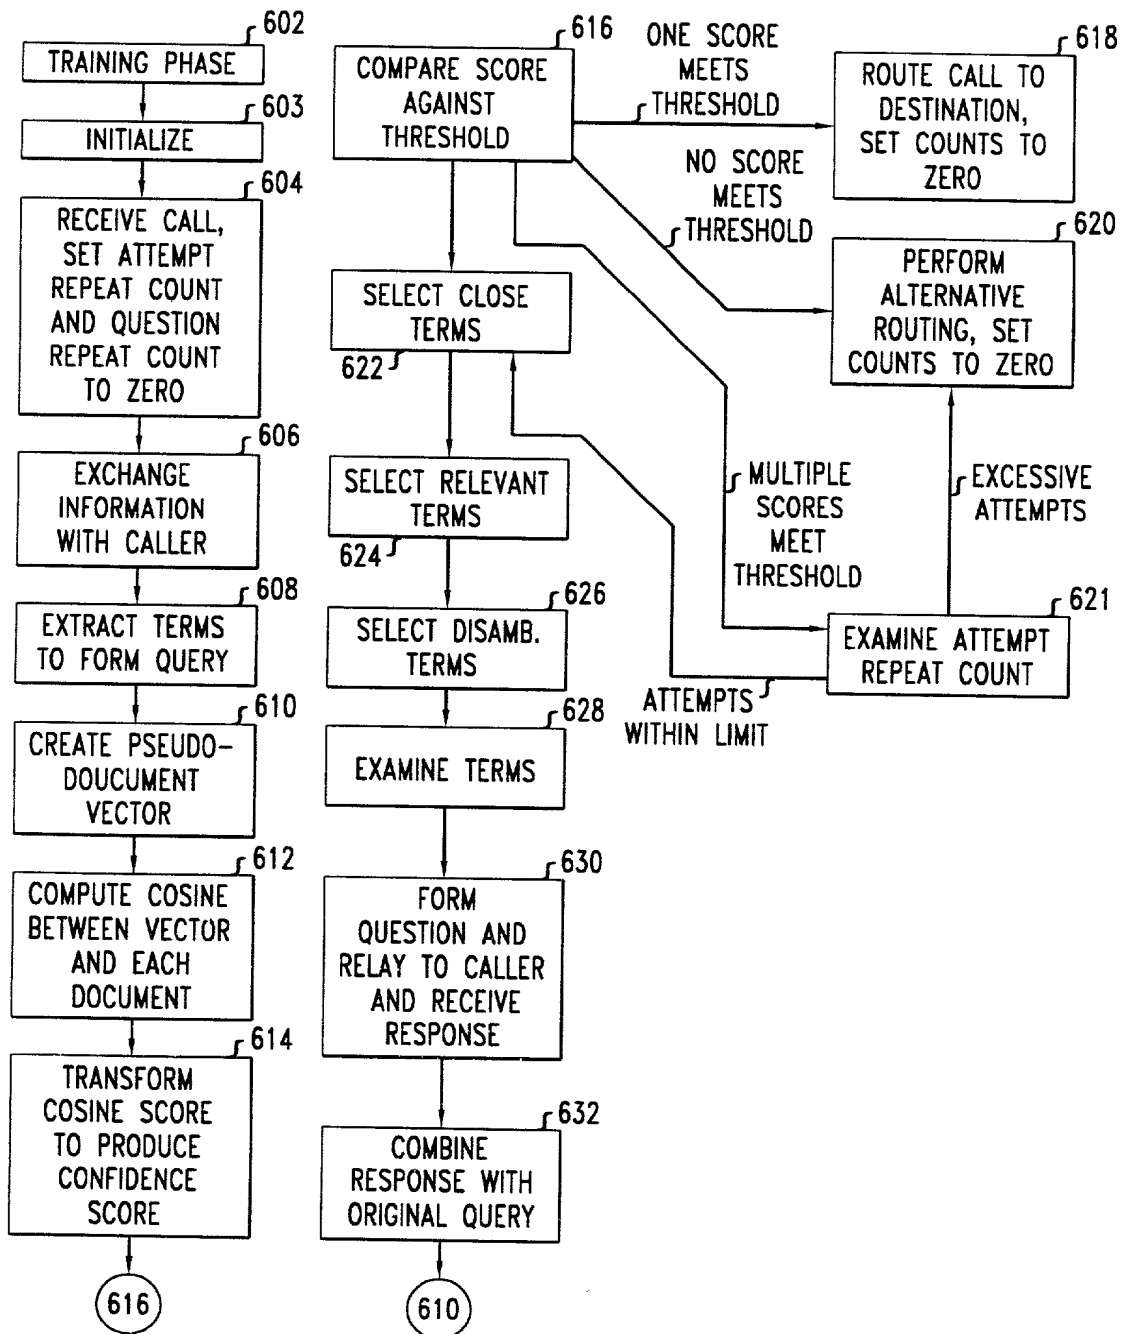 602
TRAINING PHASE
603
INITIALIZE
604
RECEIVE CALL,
SET ATTEMPT
REPEAT COUNT
AND QUESTION
REPEAT COUNT
TO ZERO
606
EXCHANGE
INFORMATION
WITH CALLER
608
EXTRACT TERMS
TO FORM QUERY
610
CREATE PSEUDO-
DOUCUMENT
VECTOR
612
COMPUTE COSINE
BETWEEN VECTOR
AND EACH
DOCUMENT
614
TRANSFORM
COSINE SCORE
TO PRODUCE
CONFIDENCE
SCORE
616
616
COMPARE SCORE
AGAINST
THRESHOLD
SELECT CLOSE
TERMS
622
SELECT RELEVANT
TERMS
624
626
SELECT DISAMB.
TERMS
628
EXAMINE TERMS
630
FORM
QUESTION AND
RELAY TO CALLER
AND RECEIVE
RESPONSE
632
COMBINE
RESPONSE WITH
ORIGINAL QUERY
610
ONE SCORE
MEETS
THRESHOLD
618
ROUTE CALL TO
DESTINATION,
SET COUNTS TO
ZERO
NO SCORE
MEETS
THRESHOLD
620
PERFORM
ALTERNATIVE
ROUTING, SET
COUNTS TO ZERO
MULTIPLE
SCORES
MEET
THRESHOLD
EXCESSIVE
ATTEMPTS
621
EXAMINE ATTEMPT
REPEAT COUNT
ATTEMPTS
WITHIN LIMIT